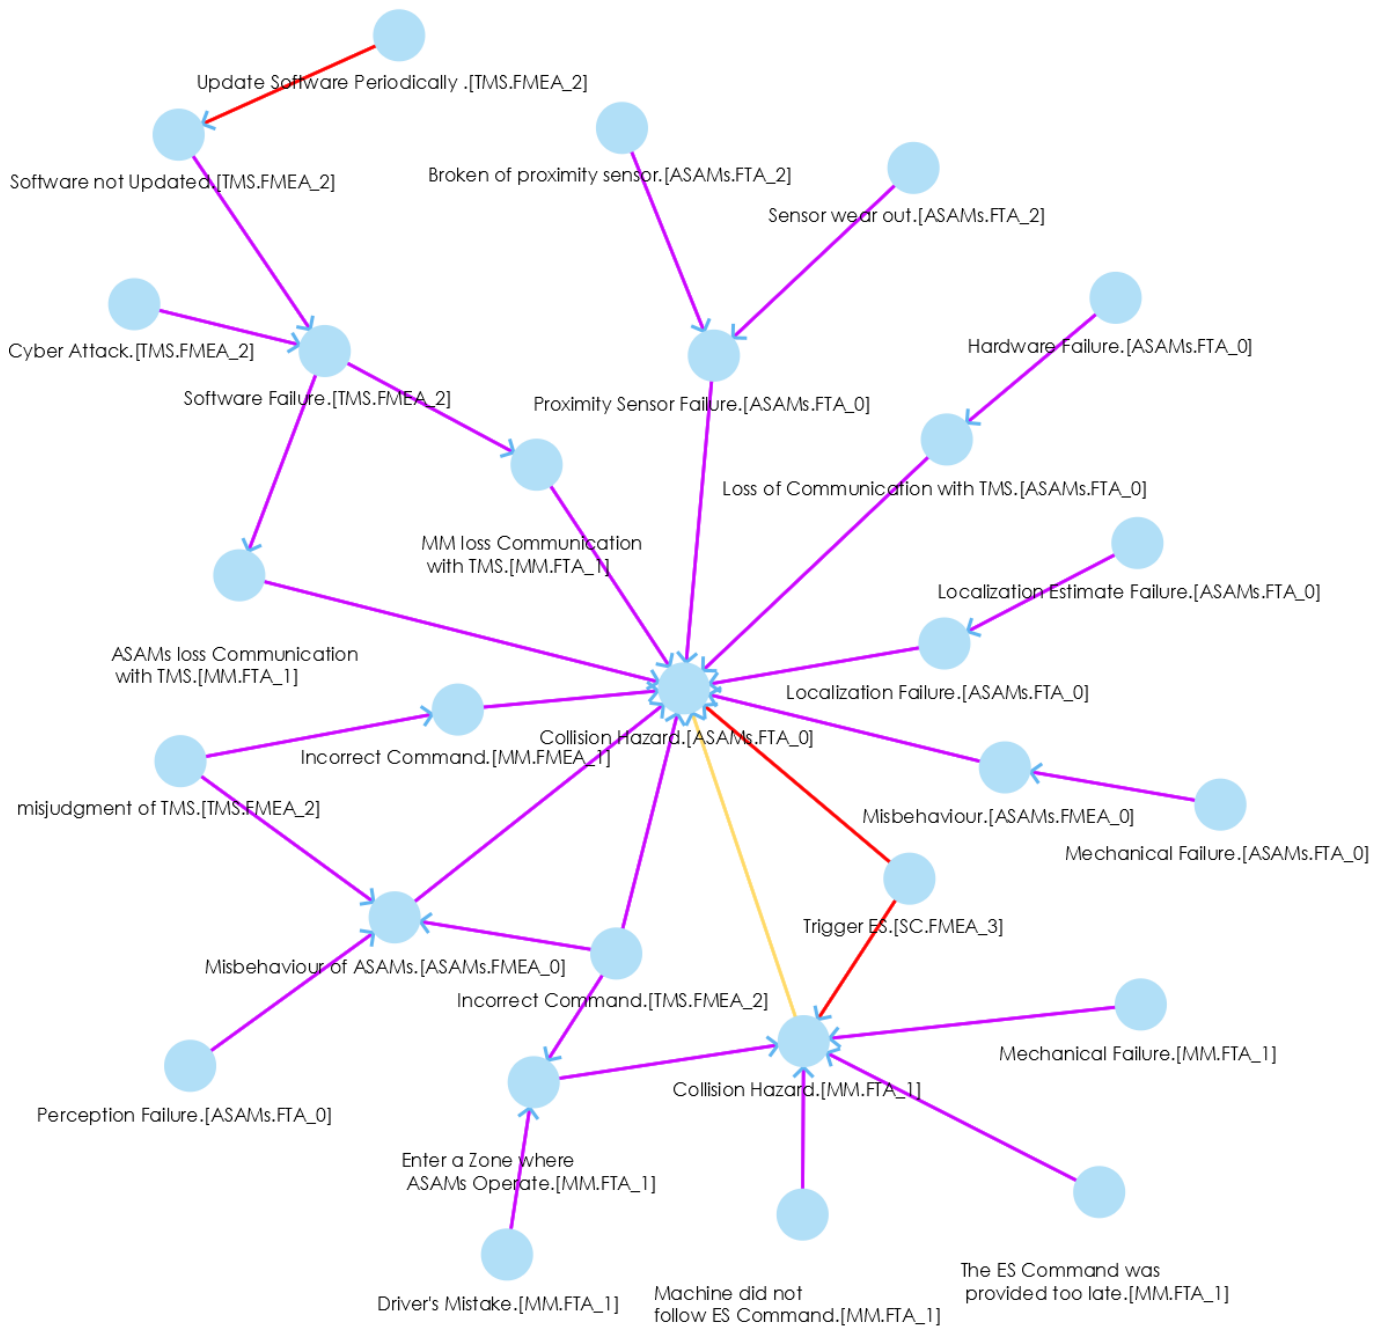 Update Software Periodically .[TMS.FMEA_2]
Software not Updated.[TMS.FMEA_2]
Broken of proximity sensor.[ASAMs.FTA_2]
Sensor wear out.[ASAMs.FTA_2]
Cyber Attack.[TMS.FMEA_2]
Hardware Failure.[ASAMs.FTA_0]
Software Failure.[TMS.FMEA_2]
Proximity Sensor Failure.[ASAMs.FTA_0]
Loss of Communication with TMS.[ASAMs.FTA_0]
MM loss Communication
with TMS.[MM.FTA_1]
Localization Estimate Failure.[ASAMs.FTA_0]
ASAMs loss Communication
with TMS.[MM.FTA_1]
Localization Failure.[ASAMs.FTA_0]
Collision Hazard.[ASAMs.FTA_0]
Incorrect Command.[MM.FMEA_1]
misjudgment of TMS.[TMS.FMEA_2]
Misbehaviour.[ASAMs.FMEA_0]
Mechanical Failure.[ASAMs.FTA_0]
Trigger ES.[SC.FMEA_3]
Misbehaviour of ASAMs.[ASAMs.FMEA_0]
Incorrect Command.[TMS.FMEA_2]
Mechanical Failure.[MM.FTA_1]
Collision Hazard.[MM.FTA_1]
Perception Failure.[ASAMs.FTA_0]
Enter a Zone where
ASAMs Operate.[MM.FTA_1]
The ES Command was
provided too late.[MM.FTA_1]
Driver's Mistake.[MM.FTA_1]
Machine did not
follow ES Command.[MM.FTA_1]